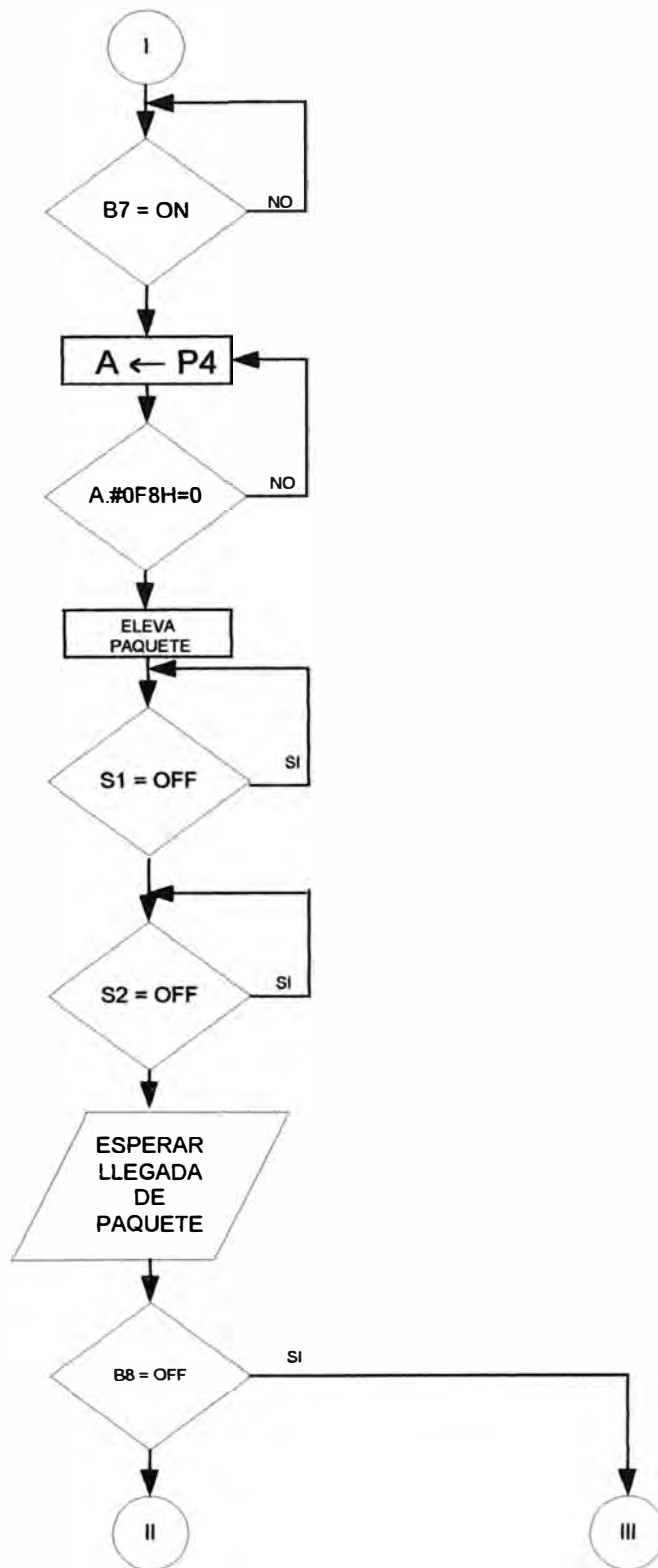 I
B7 = ON
NO
A ← P4
A.#0F8H=0
NO
ELEVA
PAQUETE
S1 = OFF
SI
S2 = OFF
SI
ESPERAR
LLEGADA
DE
PAQUETE
B8 = OFF
SI
II
III